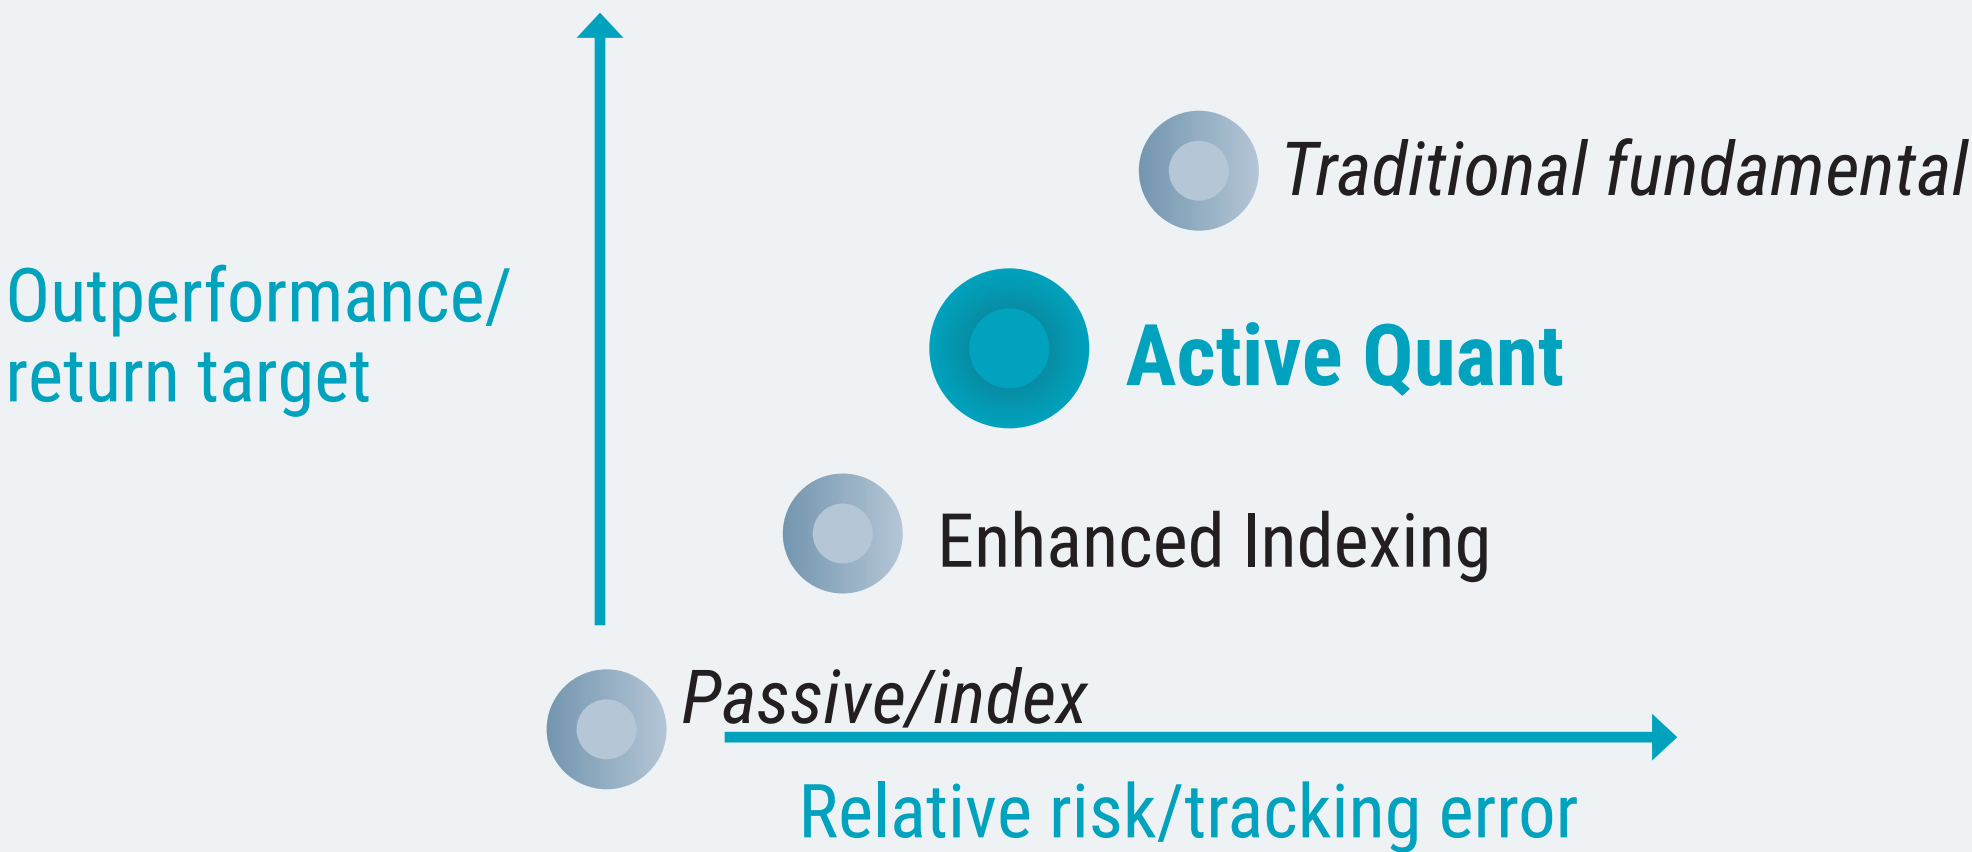 Traditional fundamental
Outperformance/
return target
Active Quant
Enhanced Indexing
Passive/index
Relative risk/tracking error